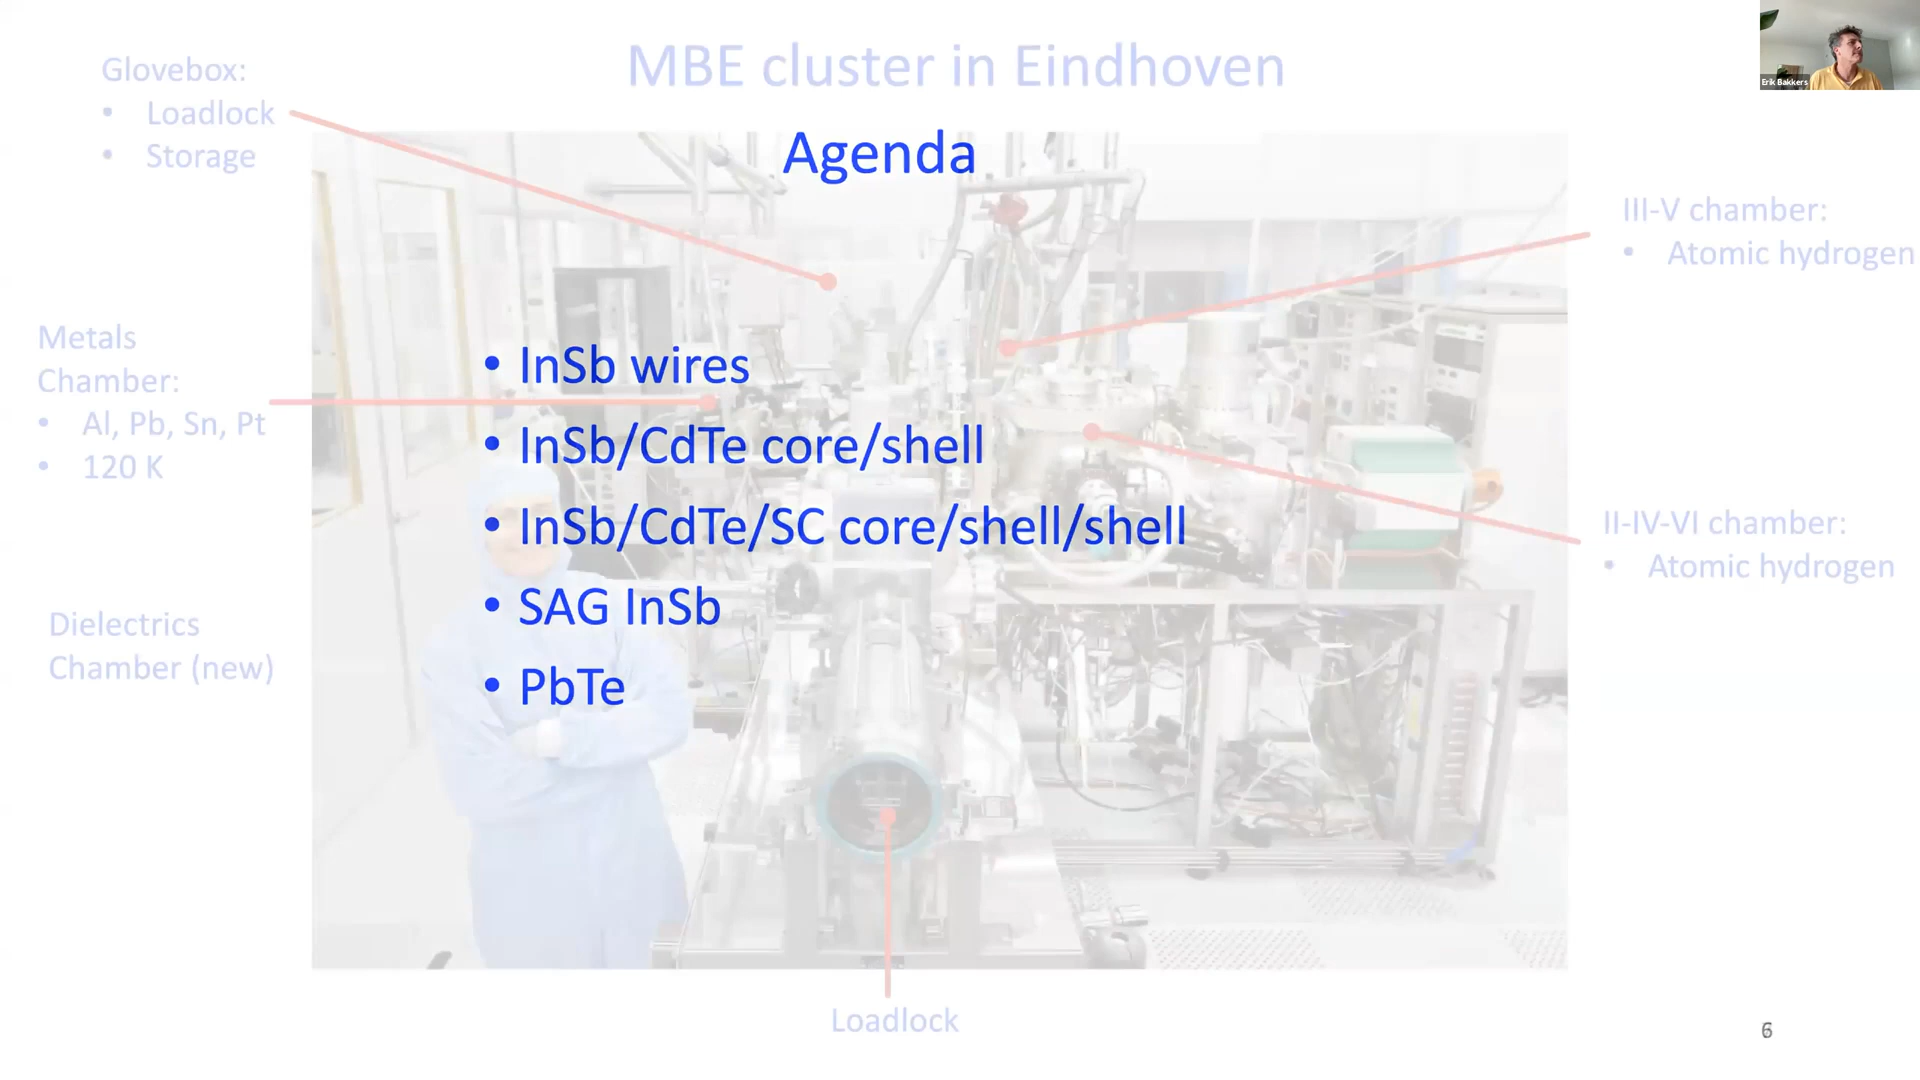 MBE cluster in Eindhoven
Glovebox:
• Loadlock
• Storage
Erik Bakkers
Agenda
III-V chamber:
• Atomic hydrogen
Metals
Chamber:
• Al, Pb, Sn, Pt
• 120 K
• InSb wires
• InSb/CdTe core/shell
• InSb/CdTe/SC core/shell/shell
• SAG InSb
• PbTe
II-IV-VI chamber:
• Atomic hydrogen
Dielectrics
Chamber (new)
Loadlock